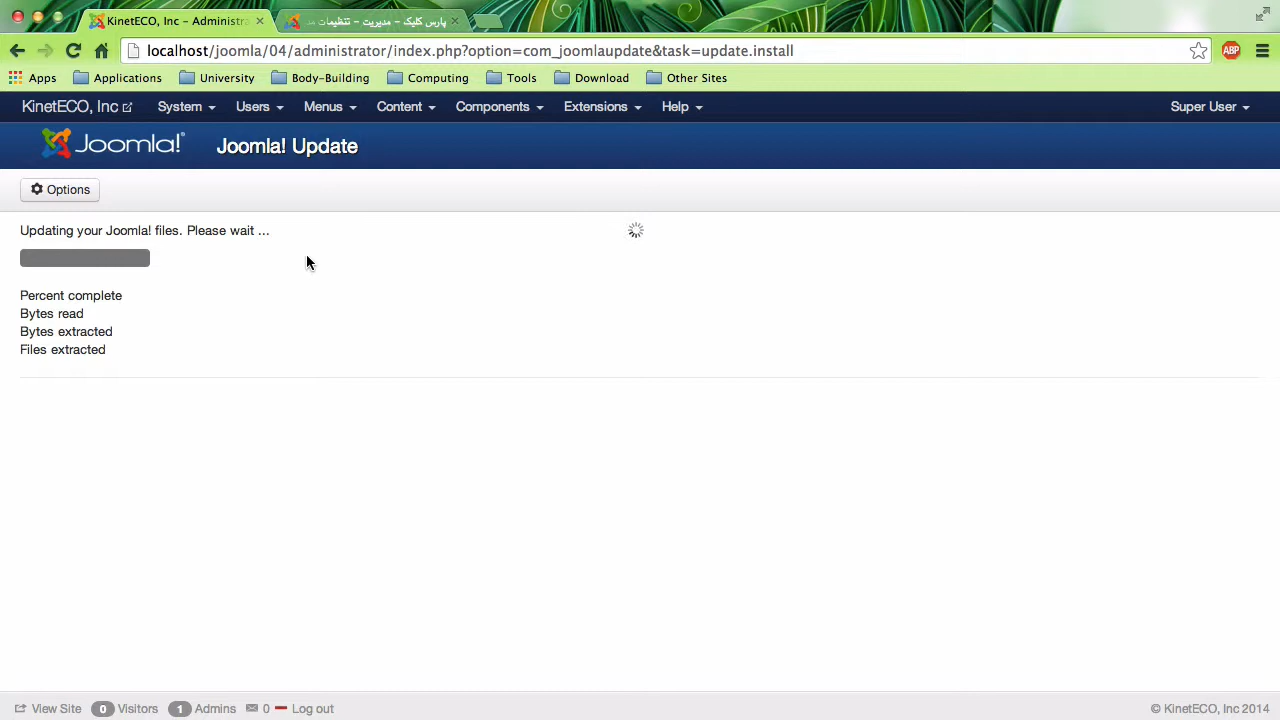 KinetECO, Inc – Administra
پارس کلیک - مدیریت - تنظیمات مد
localhost/joomla/04/administrator/index.php?option=com_joomlaupdate&task=update.install
ABP
Apps Applications University Body-Building Computing Tools Download Other Sites
KinetECO, Inc System Users Menus Content Components Extensions Help Super User
Joomla!® Joomla! Update
Options
Updating your Joomla! files. Please wait ...
Percent complete
Bytes read
Bytes extracted
Files extracted
View Site 0 Visitors 1 Admins 0 Log out © KinetECO, Inc 2014